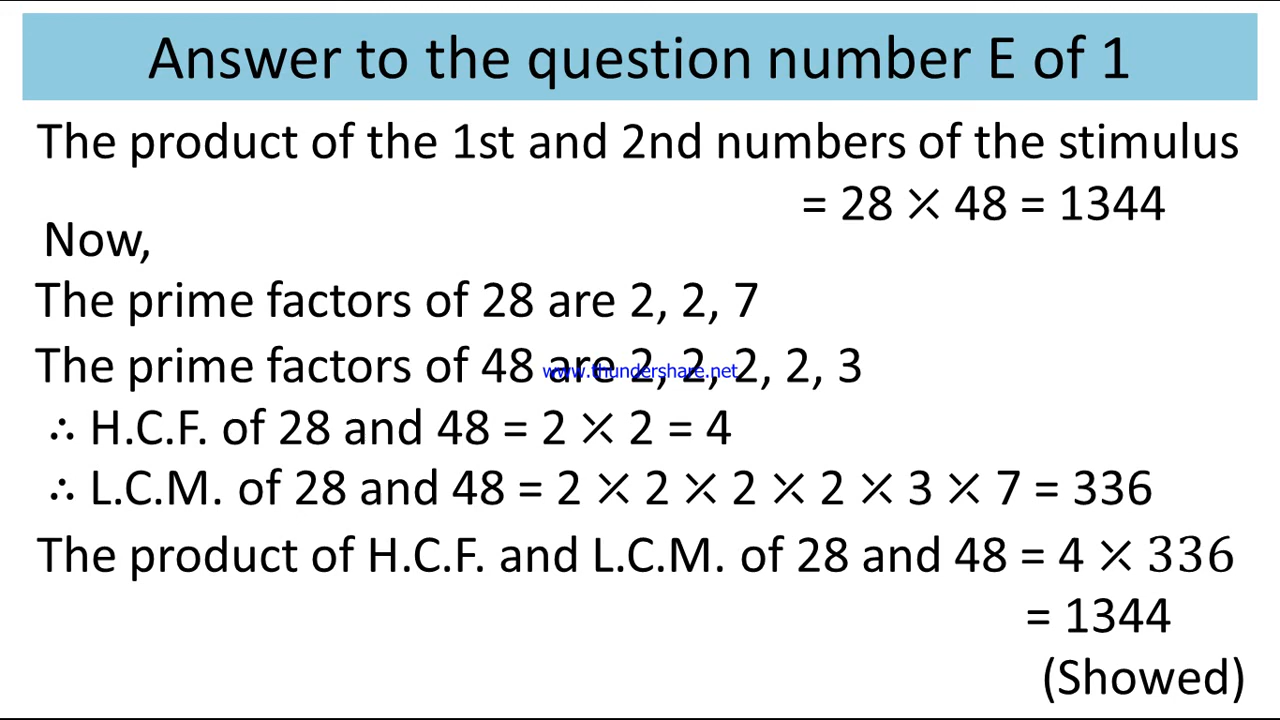 Answer to the question number E of 1
The product of the 1st and 2nd numbers of the stimulus
= 28 × 48 = 1344
Now,
The prime factors of 28 are 2, 2, 7
The prime factors of 48 are 2, 2, 2, 2, 3
www.thundershare.net
∴ H.C.F. of 28 and 48 = 2 × 2 = 4
∴ L.C.M. of 28 and 48 = 2 × 2 × 2 × 2 × 3 × 7 = 336
The product of H.C.F. and L.C.M. of 28 and 48 = 4 × 336
= 1344
(Showed)